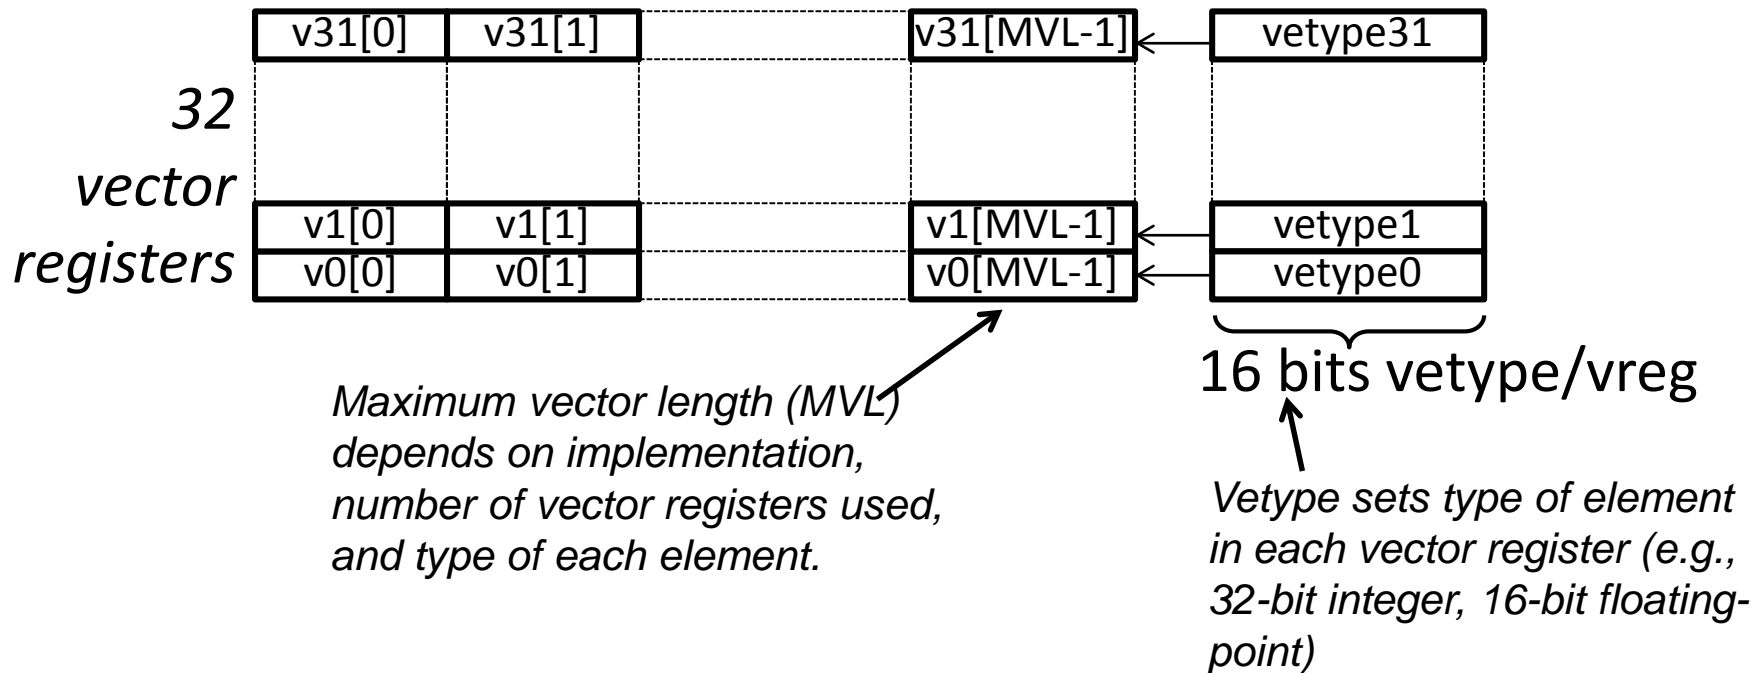 v31[0] v31[1] v31[MVL-1] vetype31
32
vector
registers
v1[0] v1[1] v1[MVL-1] vetype1
v0[0] v0[1] v0[MVL-1] vetype0
16 bits vetype/vreg
Maximum vector length (MVL)
depends on implementation,
number of vector registers used,
and type of each element.
Vetype sets type of element
in each vector register (e.g.,
32-bit integer, 16-bit floating-
point)